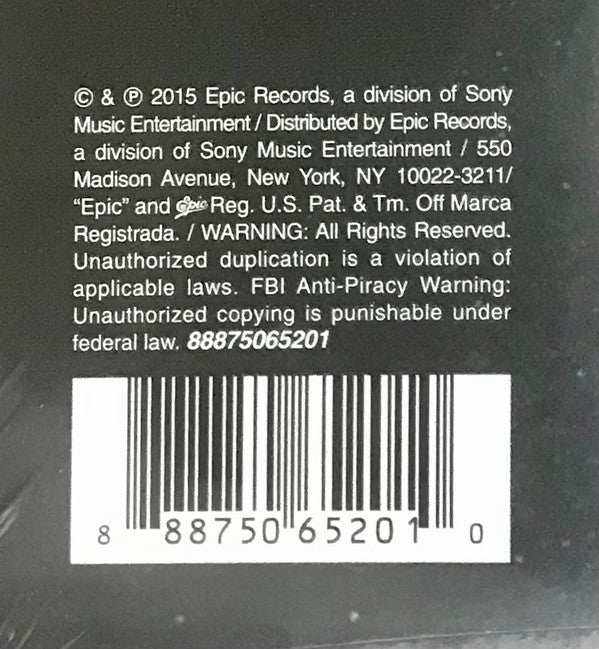 © & ℗ 2015 Epic Records, a division of Sony
Music Entertainment / Distributed by Epic Records,
a division of Sony Music Entertainment / 550
Madison Avenue, New York, NY 10022-3211/
“Epic” and Epic Reg. U.S. Pat. & Tm. Off Marca
Registrada. / WARNING: All Rights Reserved.
Unauthorized duplication is a violation of
applicable laws. FBI Anti-Piracy Warning:
Unauthorized copying is punishable under
federal law. 88875065201
8 88750 65201 0